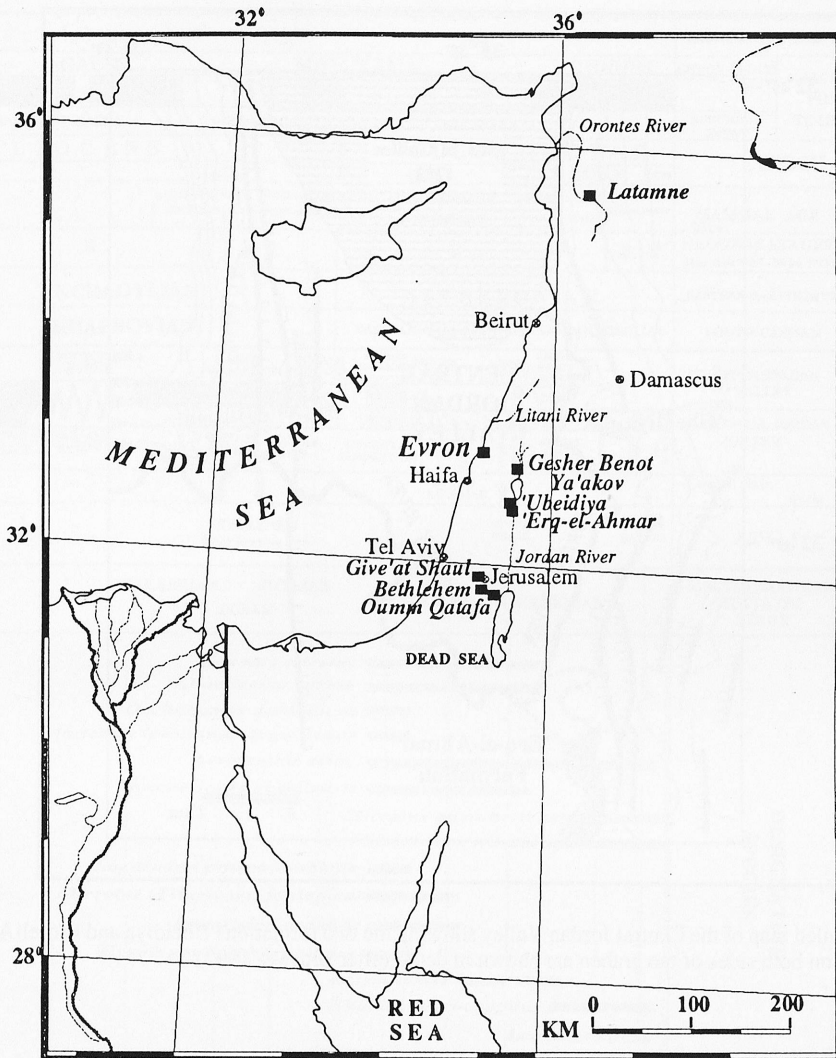 32°
36°
36°
Orontes River
Latamne
Beirut
Damascus
MEDITERRANEAN
SEA
Litani River
Evron
Haifa
Gesher Benot
Ya'akov
'Ubeidiya'
'Erq-el-Ahmar
32°
Tel Aviv
Jordan River
Give'at Shaul
Jerusalem
Bethlehem
Oumm Qatafa
DEAD SEA
28°
RED
SEA
KM
0
100
200